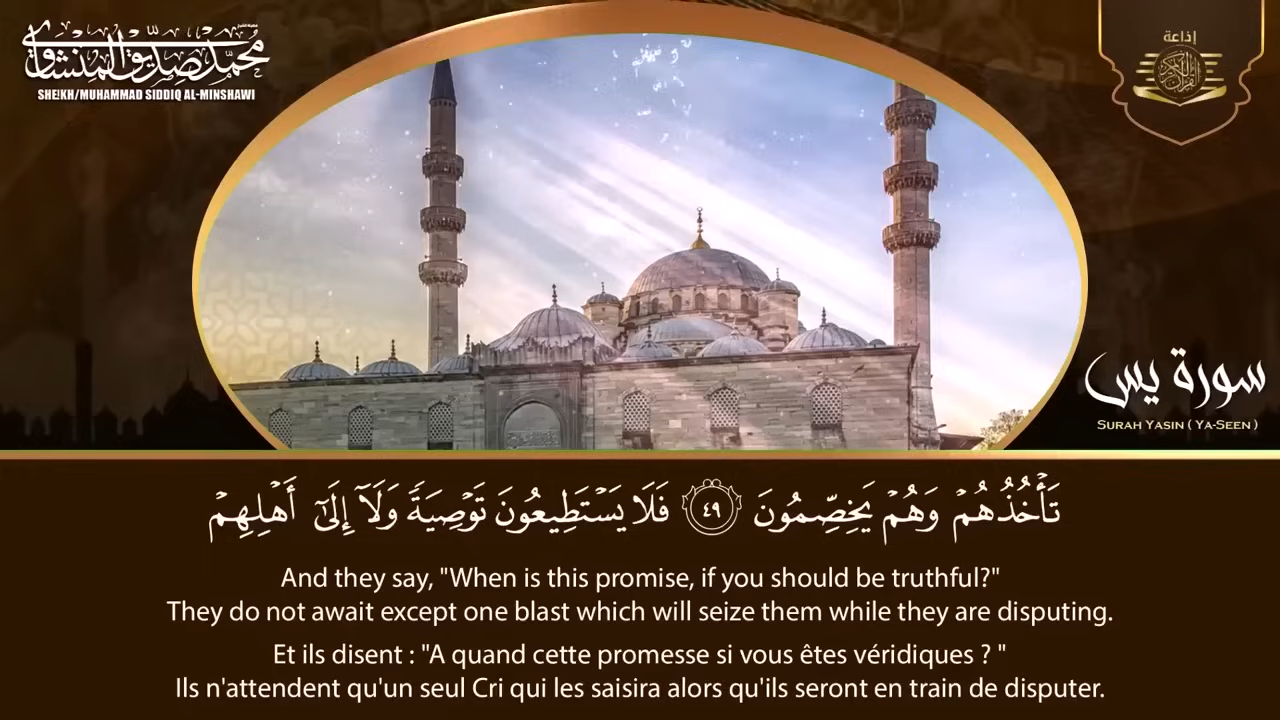 محمد صديق المنشاوي
SHEIKH/MUHAMMAD SIDDIQ AL-MINSHAWI
إذاعة
القرآن الكريم
سورة يس
SURAH YASIN ( YA-SEEN )
تَأْخُذُهُمْ وَهُمْ يَخِصِّمُونَ ٤٩ فَلَا يَسْتَطِيعُونَ تَوْصِيَةً وَلَآ إِلَىٰٓ أَهْلِهِمْ
And they say, "When is this promise, if you should be truthful?"
They do not await except one blast which will seize them while they are disputing.
Et ils disent : "A quand cette promesse si vous êtes véridiques ? "
Ils n'attendent qu'un seul Cri qui les saisira alors qu'ils seront en train de disputer.